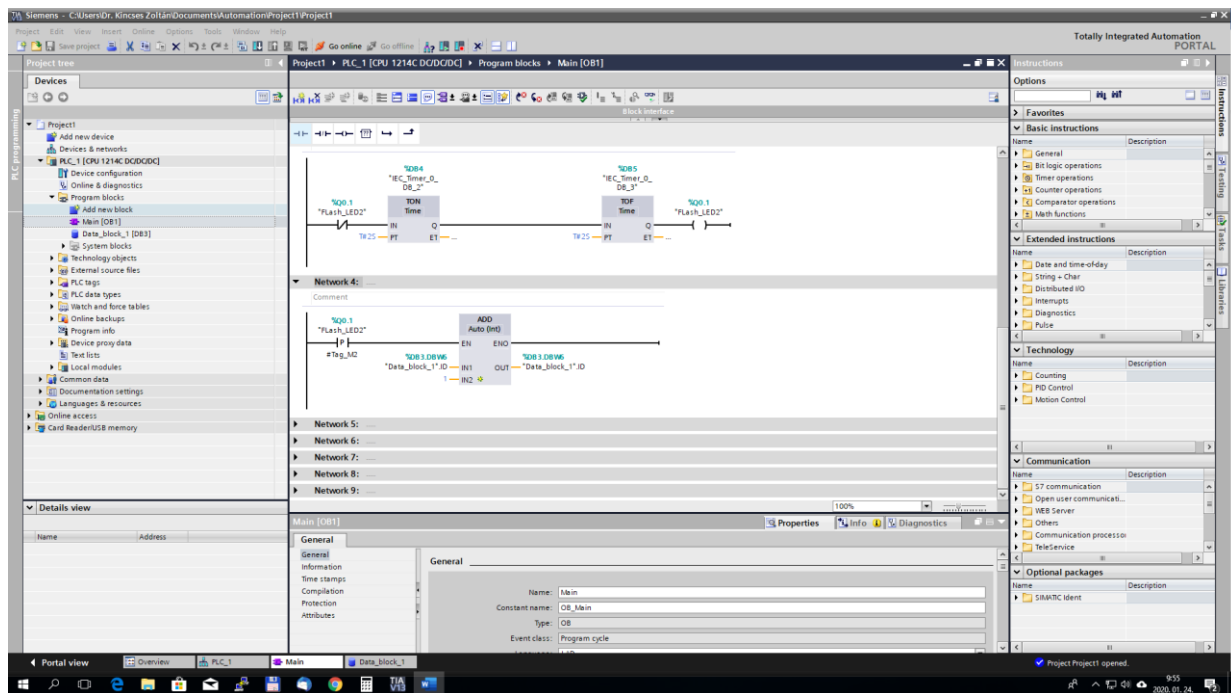 Siemens - C:\Users\Dr. Kincses Zoltán\Documents\Automation\Project1\Project1
Project Edit View Insert Online Options Tools Window Help
Save project
Go online
Go offline
Totally Integrated Automation
PORTAL
Project tree
Devices
PLC programming
Project1
Add new device
Devices & networks
PLC_1 [CPU 1214C DC/DC/DC]
Device configuration
Online & diagnostics
Program blocks
Add new block
Main [OB1]
Data_block_1 [DB3]
System blocks
Technology objects
External source files
PLC tags
PLC data types
Watch and force tables
Online backups
Program info
Device proxy data
Text lists
Local modules
Common data
Documentation settings
Languages & resources
Online access
Card Reader/USB memory
Details view
Name Address
Project1 PLC_1 [CPU 1214C DC/DC/DC] Program blocks Main [OB1]
Block interface
%DB4 %DB5
"IEC_Timer_0_ "IEC_Timer_0_
DB_2" DB_3"
%Q0.1 TON TOF %Q0.1
"FLash_LED2" Time Time "FLash_LED2"
IN Q IN Q
T#2S PT ET ... T#2S PT ET ...
Network 4: .....
Comment
%Q0.1 ADD
"FLash_LED2" Auto (Int)
P EN ENO
#Tag_M2
%DB3.DBW6 %DB3.DBW6
"Data_block_1".ID IN1 OUT "Data_block_1".ID
1 IN2
Network 5: .....
Network 6: .....
Network 7: .....
Network 8: .....
Network 9: .....
100%
Main [OB1]
Properties Info Diagnostics
General
General
Information
Time stamps
Compilation
Protection
Attributes
General
Name: Main
Constant name: OB_Main
Type: OB
Event class: Program cycle
Instructions
Options
Favorites
Basic instructions
Name Description
General
Bit logic operations
Timer operations
Counter operations
Comparator operations
Math functions
Extended instructions
Name Description
Date and time-of-day
String + Char
Distributed I/O
Interrupts
Diagnostics
Pulse
Technology
Name Description
Counting
PID Control
Motion Control
Communication
Name Description
S7 communication
Open user communicati...
WEB Server
Others
Communication processor
TeleService
Optional packages
Name Description
SIMATIC Ident
Instructions
Testing
Tasks
Libraries
Portal view Overview PLC_1 Main Data_block_1
Project Project1 opened.
TIA V13
9:55
2020. 01. 24.